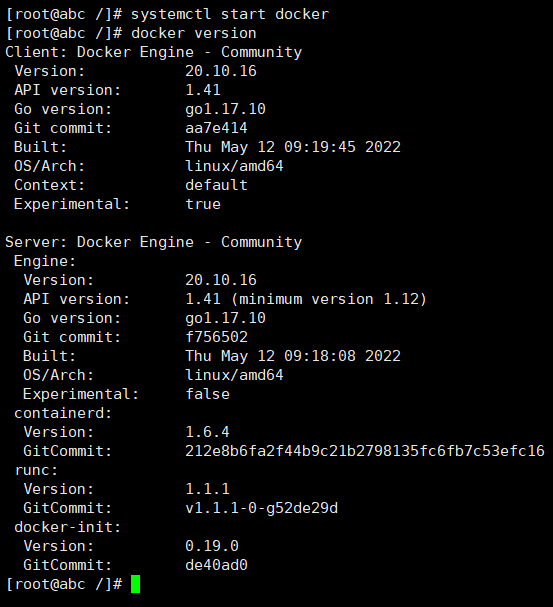 [root@abc /]# systemctl start docker
[root@abc /]# docker version
Client: Docker Engine - Community
 Version:           20.10.16
 API version:       1.41
 Go version:        go1.17.10
 Git commit:        aa7e414
 Built:             Thu May 12 09:19:45 2022
 OS/Arch:           linux/amd64
 Context:           default
 Experimental:      true

Server: Docker Engine - Community
 Engine:
  Version:          20.10.16
  API version:      1.41 (minimum version 1.12)
  Go version:       go1.17.10
  Git commit:       f756502
  Built:            Thu May 12 09:18:08 2022
  OS/Arch:          linux/amd64
  Experimental:     false
 containerd:
  Version:          1.6.4
  GitCommit:        212e8b6fa2f44b9c21b2798135fc6fb7c53efc16
 runc:
  Version:          1.1.1
  GitCommit:        v1.1.1-0-g52de29d
 docker-init:
  Version:          0.19.0
  GitCommit:        de40ad0
[root@abc /]#